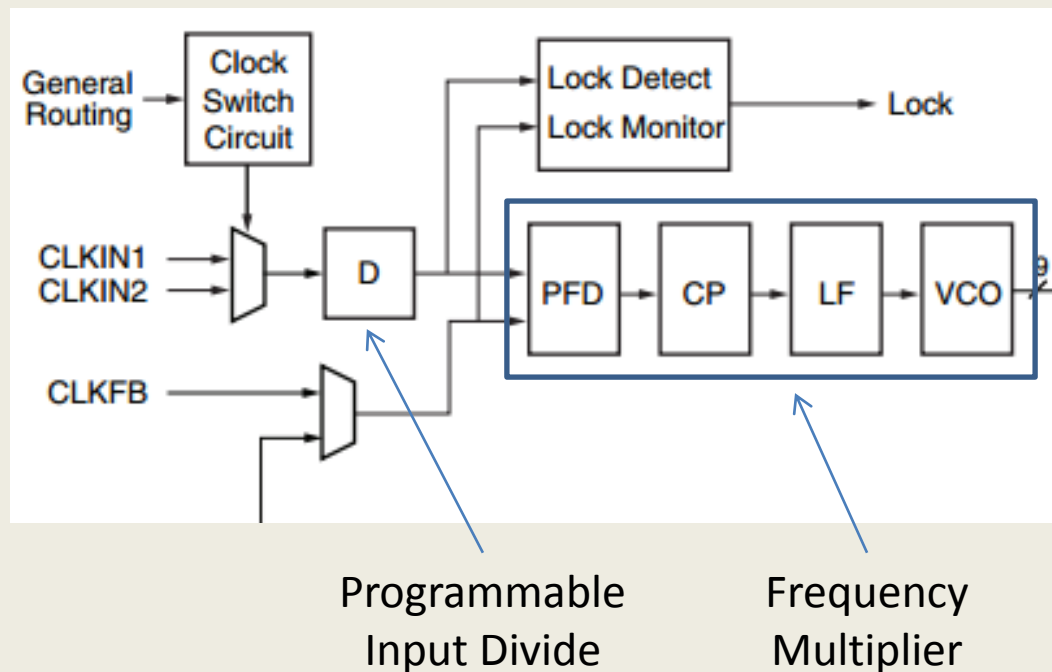 General
Routing
Clock
Switch
Circuit
Lock Detect
Lock Monitor
Lock
CLKIN1
CLKIN2
D
PFD
CP
LF
VCO
9
CLKFB
Programmable
Input Divide
Frequency
Multiplier